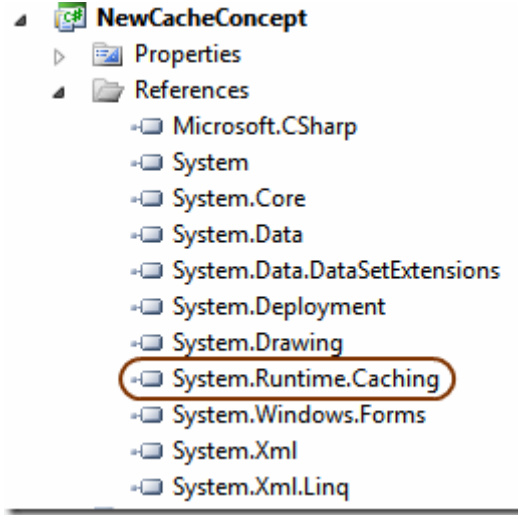 NewCacheConcept
Properties
References
Microsoft.CSharp
System
System.Core
System.Data
System.Data.DataSetExtensions
System.Deployment
System.Drawing
System.Runtime.Caching
System.Windows.Forms
System.Xml
System.Xml.Linq